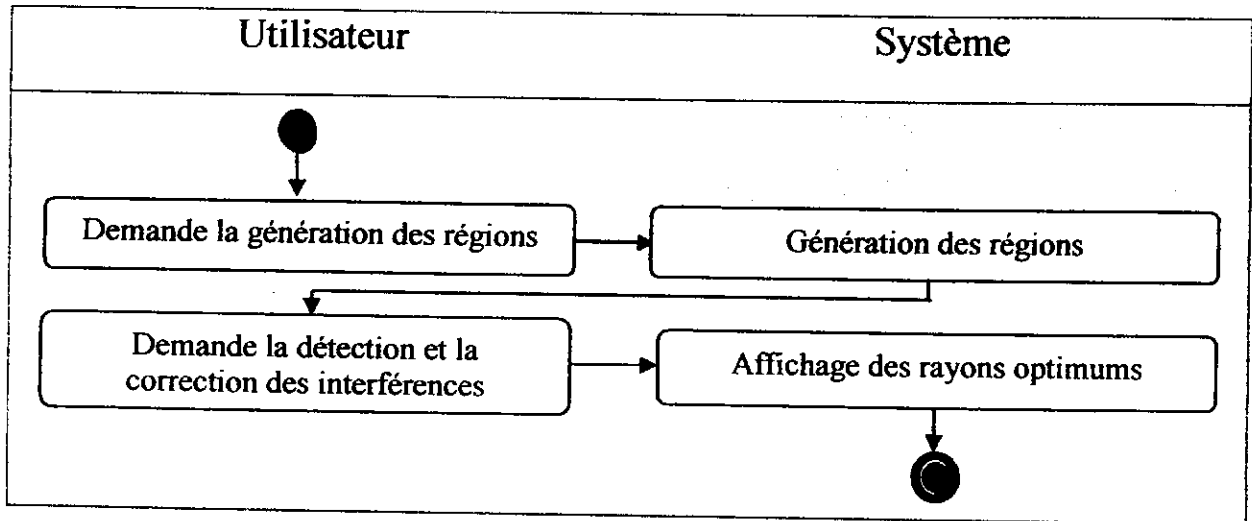 Utilisateur
Système
Demande la génération des régions
Génération des régions
Demande la détection et la
correction des interférences
Affichage des rayons optimums